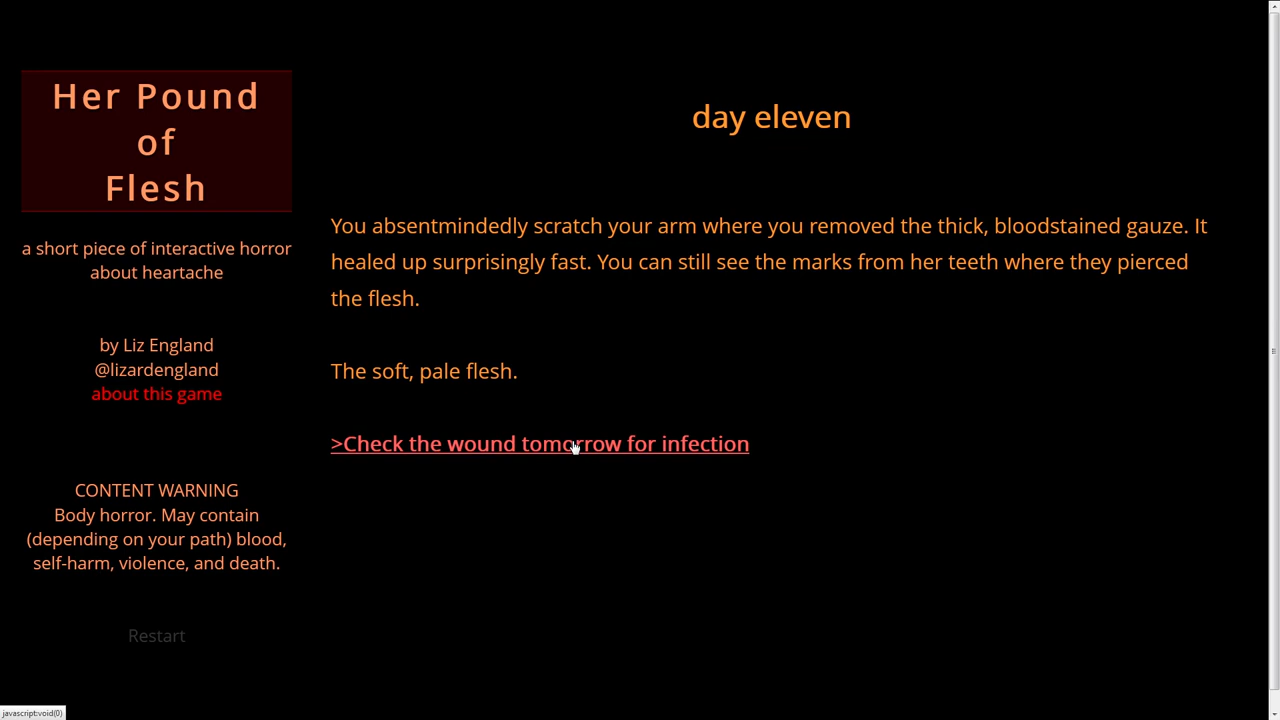 Her Pound
of
Flesh
a short piece of interactive horror
about heartache
by Liz England
@lizardengland
about this game
CONTENT WARNING
Body horror. May contain
(depending on your path) blood,
self-harm, violence, and death.
Restart
day eleven
You absentmindedly scratch your arm where you removed the thick, bloodstained gauze. It
healed up surprisingly fast. You can still see the marks from her teeth where they pierced
the flesh.
The soft, pale flesh.
>Check the wound tomorrow for infection
javascript:void(0)